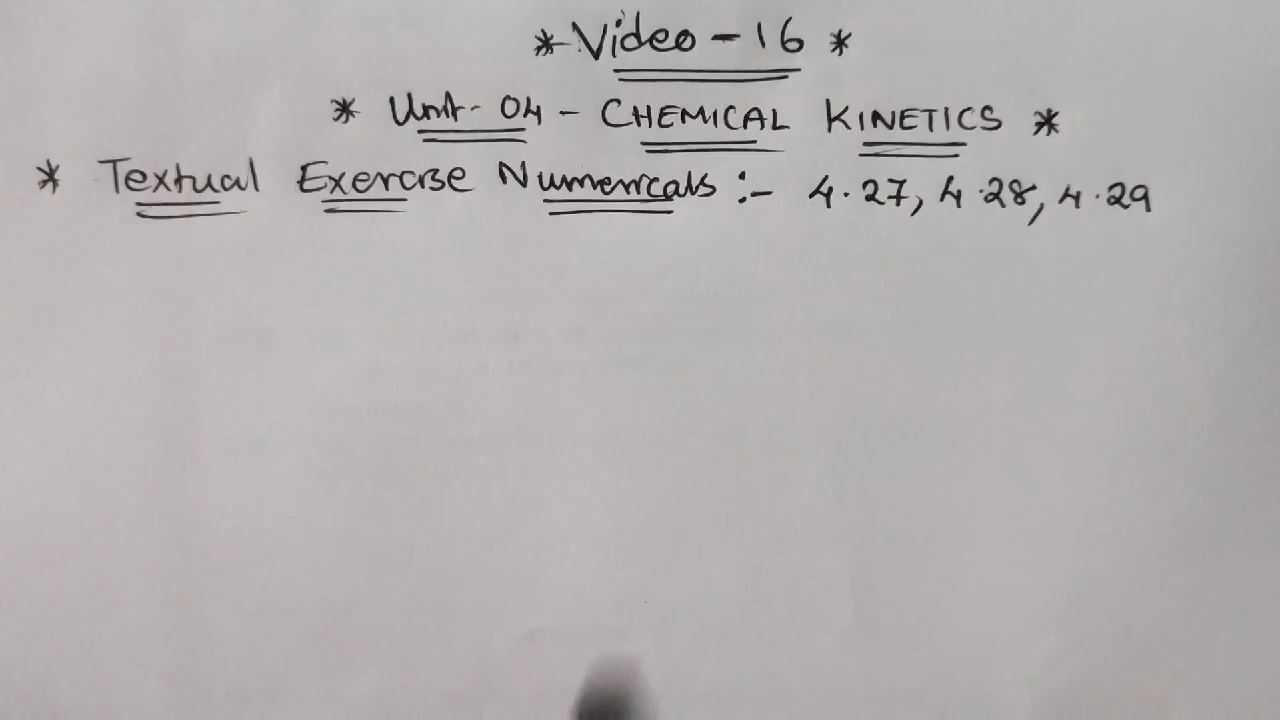 * Video - 16 *
* Unit - 04 - CHEMICAL KINETICS *
* Textual Exercise Numericals :- 4.27, 4.28, 4.29